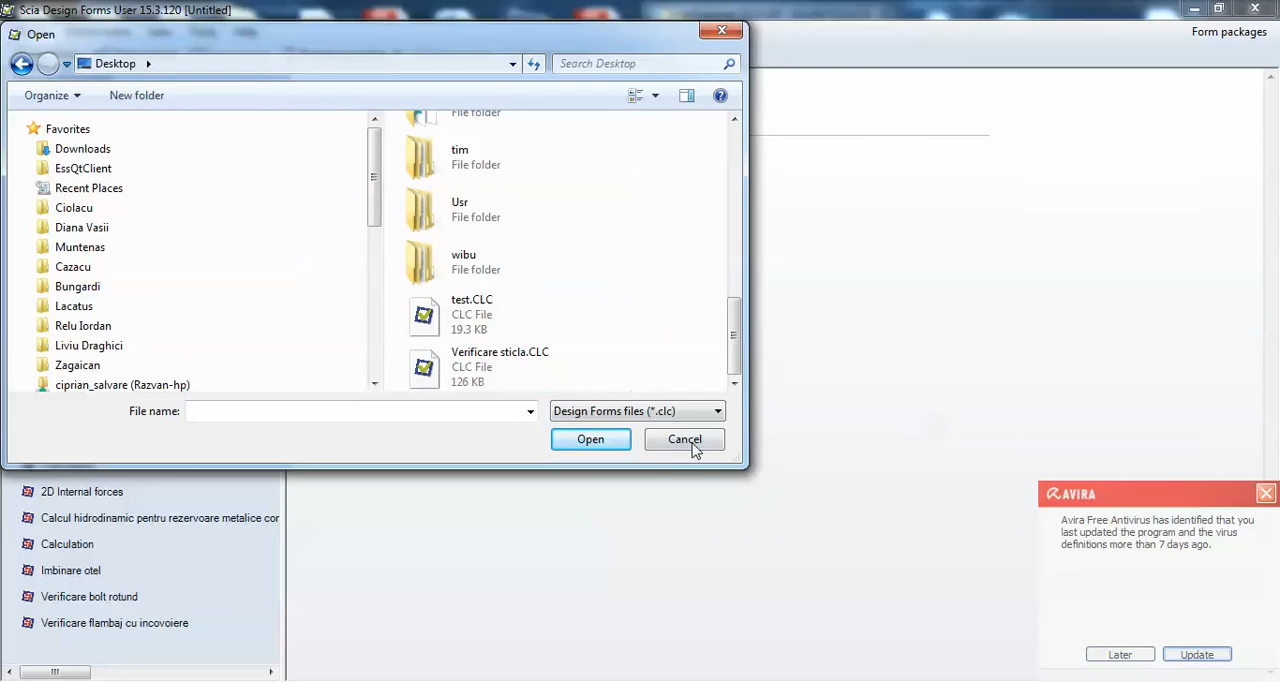 Scia Design Forms User 15.3.120 [Untitled]
Open
Form packages
Desktop
Search Desktop
Organize
New folder
Favorites
Downloads
EssQtClient
Recent Places
Ciolacu
Diana Vasii
Muntenas
Cazacu
Bungardi
Lacatus
Relu Iordan
Liviu Draghici
Zagaican
ciprian_salvare (Razvan-hp)
File folder
tim
File folder
Usr
File folder
wibu
File folder
test.CLC
CLC File
19.3 KB
Verificare sticla.CLC
CLC File
126 KB
File name:
Design Forms files (*.clc)
Open
Cancel
2D Internal forces
Calcul hidrodinamic pentru rezervoare metalice cor
Calculation
Imbinare otel
Verificare bolt rotund
Verificare flambaj cu incovoiere
AVIRA
Avira Free Antivirus has identified that you
last updated the program and the virus
definitions more than 7 days ago.
Later
Update